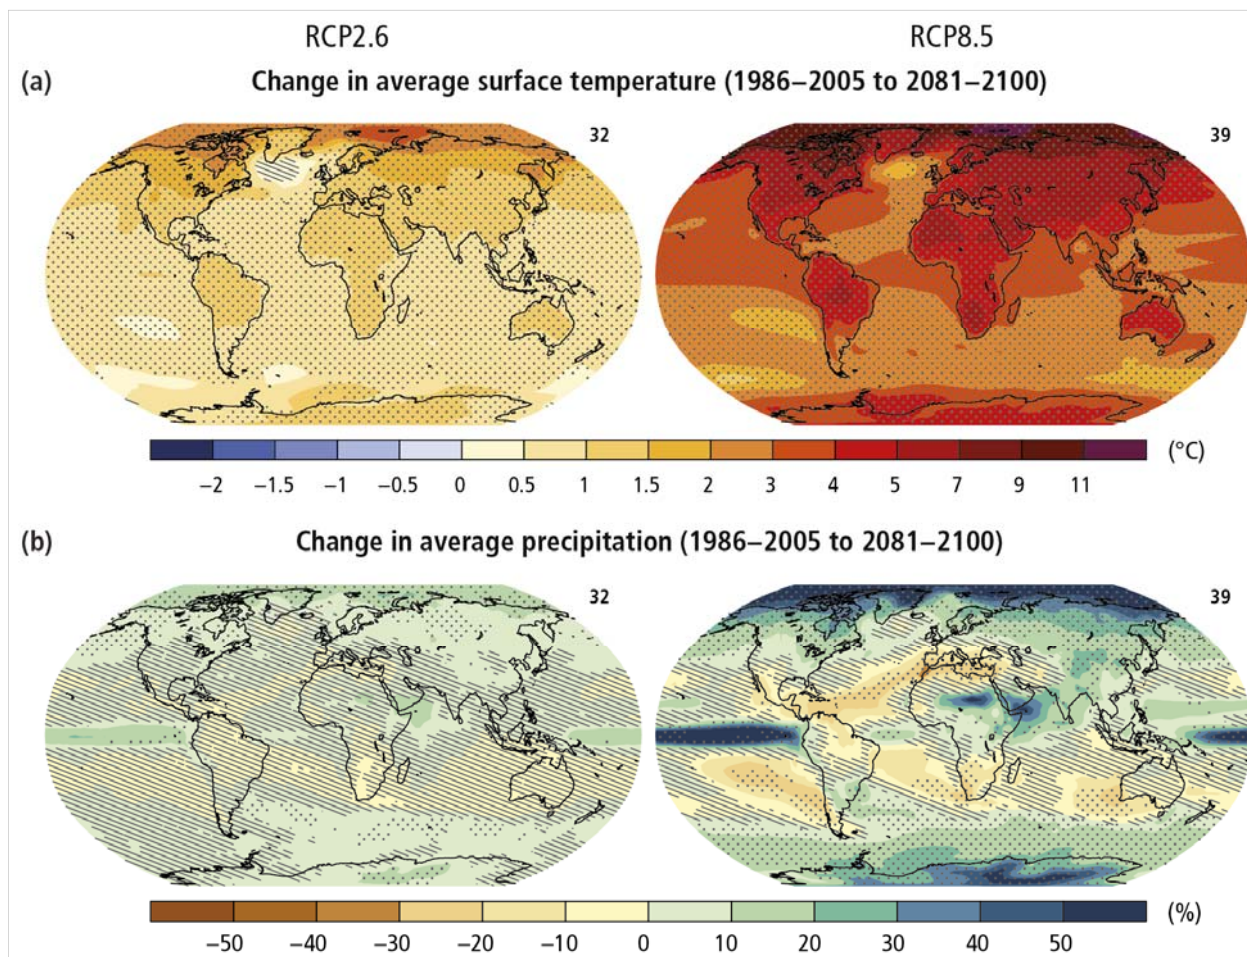 RCP2.6 RCP8.5
(a) Change in average surface temperature (1986–2005 to 2081–2100)
32 39
(°C)
−2 −1.5 −1 −0.5 0 0.5 1 1.5 2 3 4 5 7 9 11
(b) Change in average precipitation (1986–2005 to 2081–2100)
32 39
(%)
−50 −40 −30 −20 −10 0 10 20 30 40 50